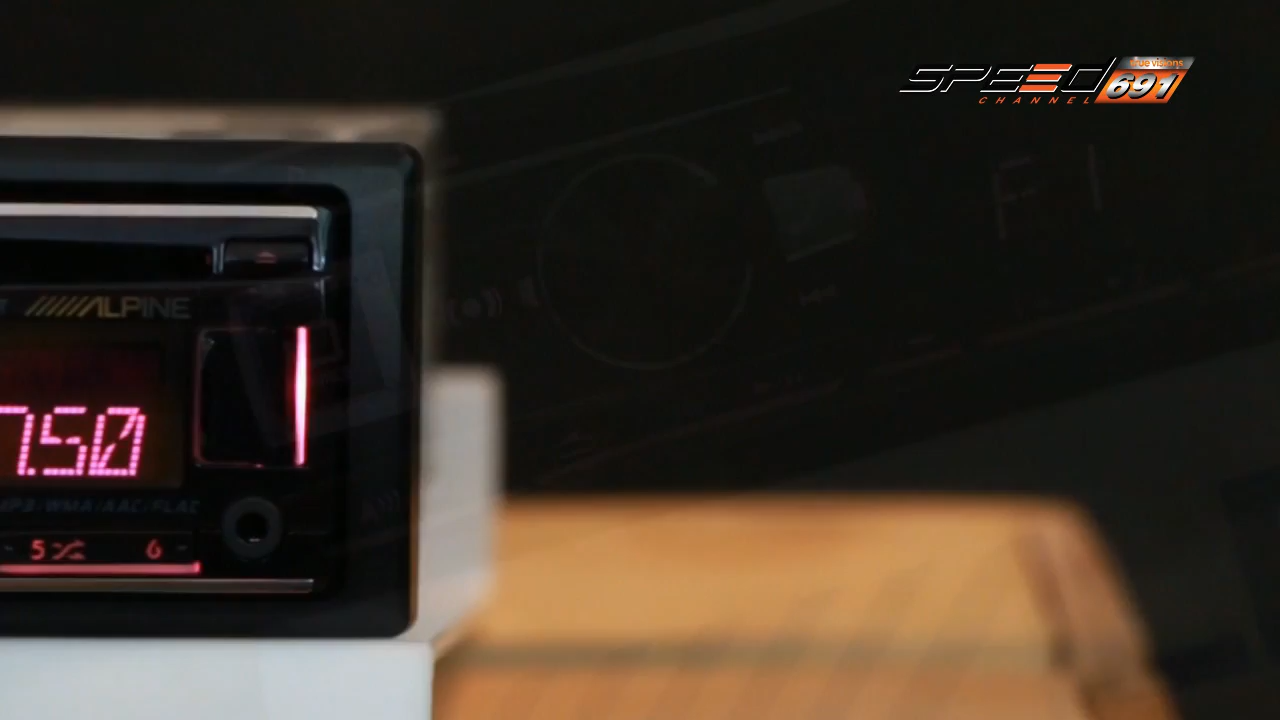 SPEED
true visions
CHANNEL 691
ALPINE
7.50
MP3/WMA/AAC/FLAC
5 6